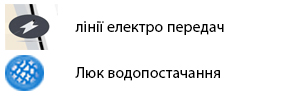 лінії електро передач
Люк водопостачання